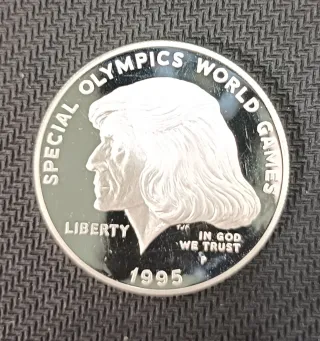 SPECIAL OLYMPICS WORLD GAMES
LIBERTY
IN GOD
WE TRUST
1995